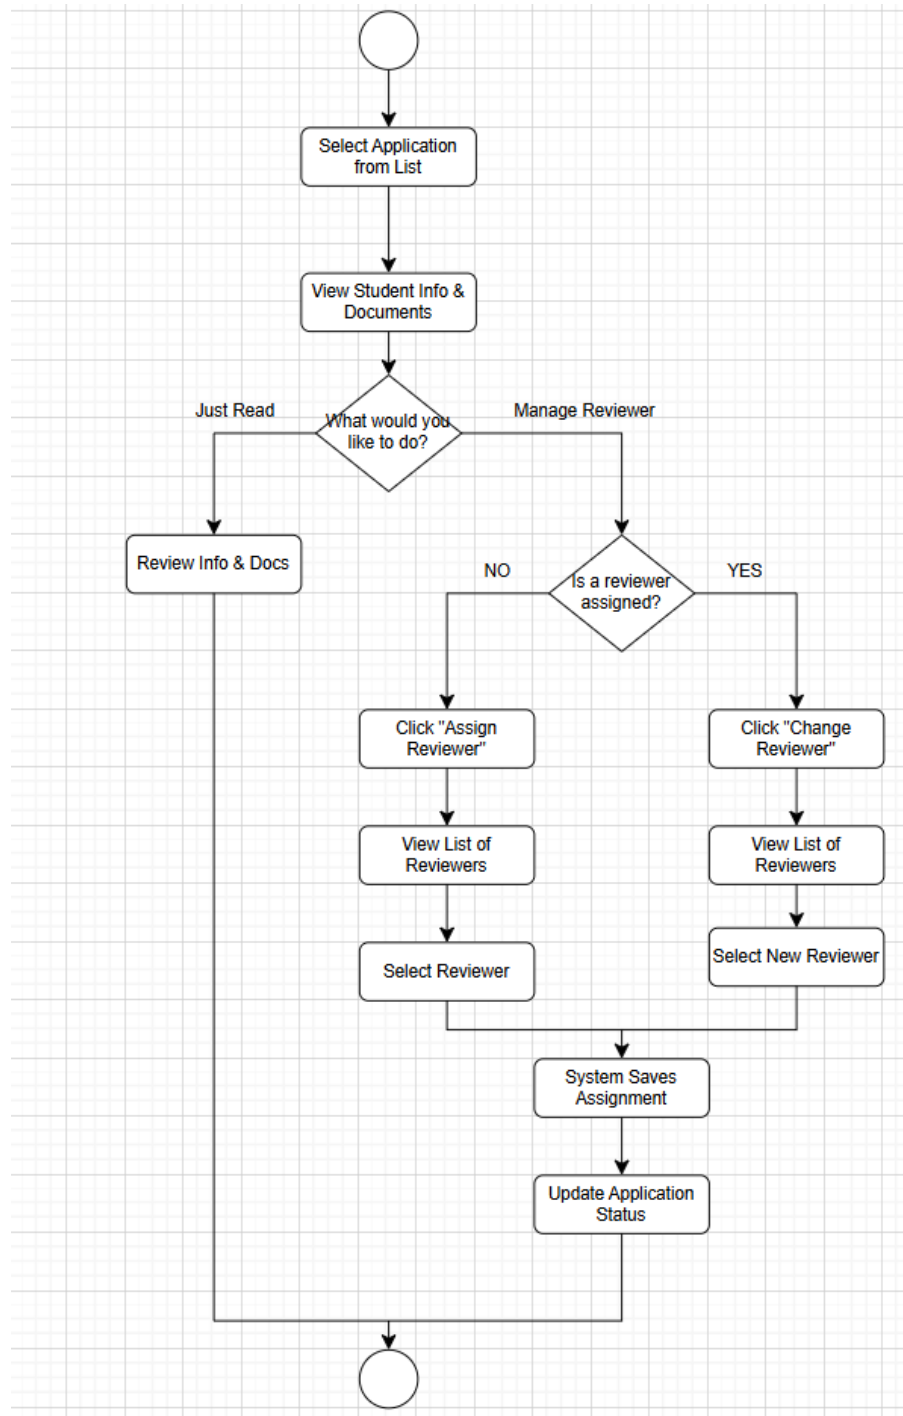 Select Application
from List
View Student Info &
Documents
Just Read
What would you
like to do?
Manage Reviewer
Review Info & Docs
NO
Is a reviewer
assigned?
YES
Click "Assign
Reviewer"
Click "Change
Reviewer"
View List of
Reviewers
View List of
Reviewers
Select Reviewer
Select New Reviewer
System Saves
Assignment
Update Application
Status